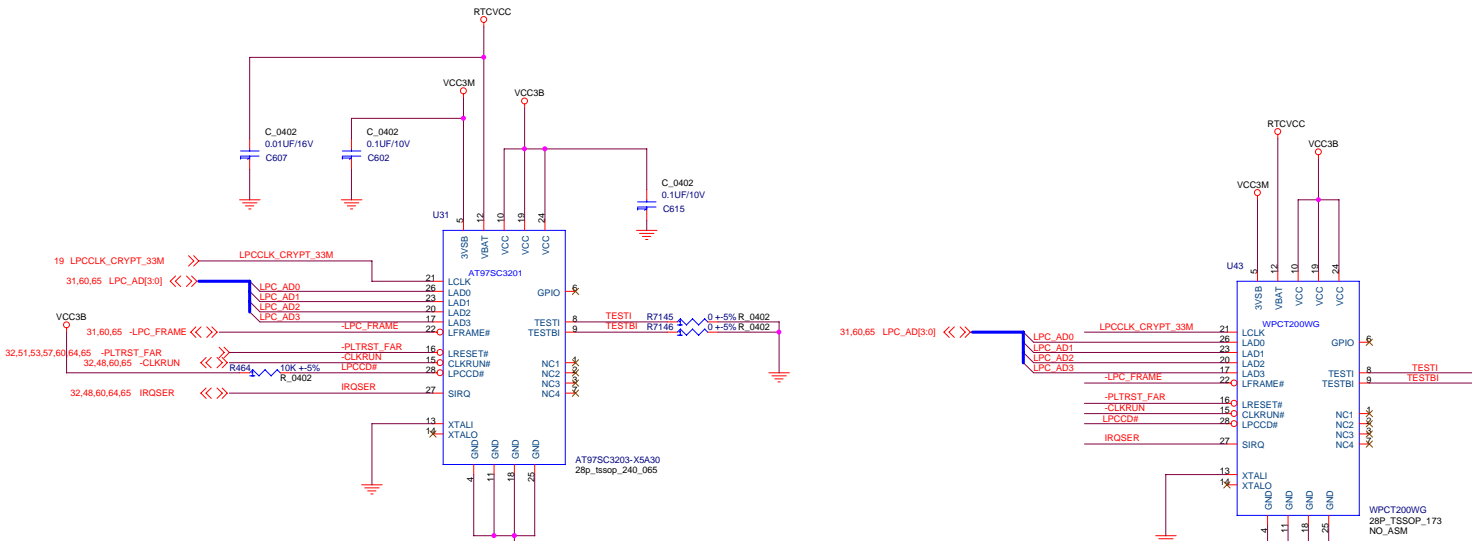 RTCVCC
VCC3M
VCC3B
C_0402
0.01UF/16V
C607
C_0402
0.1UF/10V
C602
C_0402
0.1UF/10V
C615
U31
5
12
10
19
24
3VSB
VBAT
VCC
VCC
VCC
AT97SC3201
19 LPCCLK_CRYPT_33M
LPCCLK_CRYPT_33M
21 LCLK
31,60,65 LPC_AD[3:0]
LPC_AD0
26 LAD0
LPC_AD1
23 LAD1
LPC_AD2
20 LAD2
LPC_AD3
17 LAD3
GPIO 6
VCC3B
31,60,65 -LPC_FRAME
-LPC_FRAME
22 LFRAME#
TESTI 8
TESTI
R7145
1
0 +-5% R_0402
TESTBI 9
TESTBI
R7146
1
0 +-5% R_0402
32,51,53,57,60,64,65 -PLTRST_FAR
-PLTRST_FAR
16 LRESET#
32,48,60,65 -CLKRUN
-CLKRUN
15 CLKRUN#
R464
10K +-5%
R_0402
LPCCD#
28 LPCCD#
NC1 1
NC2 2
NC3 3
NC4
32,48,60,64,65 IRQSER
IRQSER
27 SIRQ
13 XTALI
14 XTALO
GND
GND
GND
GND
4
11
18
25
AT97SC3203-X5A30
28p_tssop_240_065
RTCVCC
VCC3B
VCC3M
U43
5
12
10
19
24
3VSB
VBAT
VCC
VCC
VCC
WPCT200WG
31,60,65 LPC_AD[3:0]
LPCCLK_CRYPT_33M
21 LCLK
LPC_AD0
26 LAD0
LPC_AD1
23 LAD1
LPC_AD2
20 LAD2
LPC_AD3
17 LAD3
GPIO 6
-LPC_FRAME
22 LFRAME#
TESTI 8
TESTI
TESTBI 9
TESTBI
-PLTRST_FAR
16 LRESET#
-CLKRUN
15 CLKRUN#
LPCCD#
28 LPCCD#
NC1 1
NC2 2
NC3 3
NC4
IRQSER
27 SIRQ
13 XTALI
14 XTALO
GND
GND
GND
GND
4
11
18
25
WPCT200WG
28P_TSSOP_173
NO_ASM